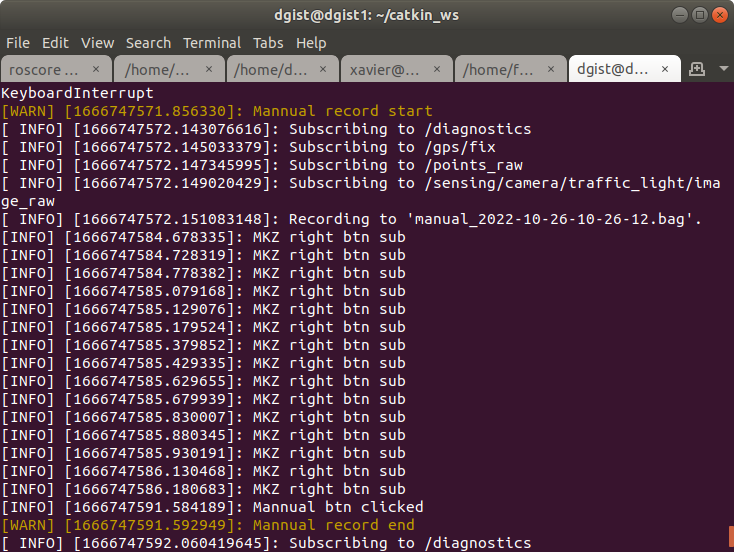 dgist@dgist1: ~/catkin_ws
File Edit View Search Terminal Tabs Help
roscore ... × /home/... × /home/d... × xavier@... × /home/f... × dgist@d... ×
KeyboardInterrupt
[WARN] [1666747571.856330]: Mannual record start
[ INFO] [1666747572.143076616]: Subscribing to /diagnostics
[ INFO] [1666747572.145033379]: Subscribing to /gps/fix
[ INFO] [1666747572.147345995]: Subscribing to /points_raw
[ INFO] [1666747572.149020429]: Subscribing to /sensing/camera/traffic_light/ima
ge_raw
[ INFO] [1666747572.151083148]: Recording to 'manual_2022-10-26-10-26-12.bag'.
[INFO] [1666747584.678335]: MKZ right btn sub
[INFO] [1666747584.728319]: MKZ right btn sub
[INFO] [1666747584.778382]: MKZ right btn sub
[INFO] [1666747585.079168]: MKZ right btn sub
[INFO] [1666747585.129076]: MKZ right btn sub
[INFO] [1666747585.179524]: MKZ right btn sub
[INFO] [1666747585.379852]: MKZ right btn sub
[INFO] [1666747585.429335]: MKZ right btn sub
[INFO] [1666747585.629655]: MKZ right btn sub
[INFO] [1666747585.679939]: MKZ right btn sub
[INFO] [1666747585.830007]: MKZ right btn sub
[INFO] [1666747585.880345]: MKZ right btn sub
[INFO] [1666747585.930191]: MKZ right btn sub
[INFO] [1666747586.130468]: MKZ right btn sub
[INFO] [1666747586.180683]: MKZ right btn sub
[INFO] [1666747591.584189]: Mannual btn clicked
[WARN] [1666747591.592949]: Mannual record end
[ INFO] [1666747592.060419645]: Subscribing to /diagnostics